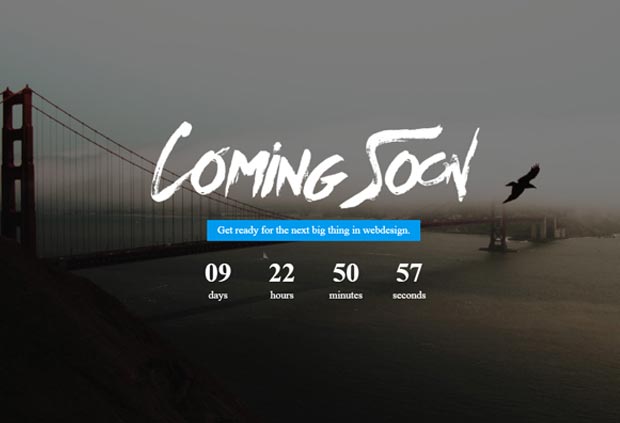 COMING SOON
Get ready for the next big thing in webdesign.
09 22 50 57
days hours minutes seconds